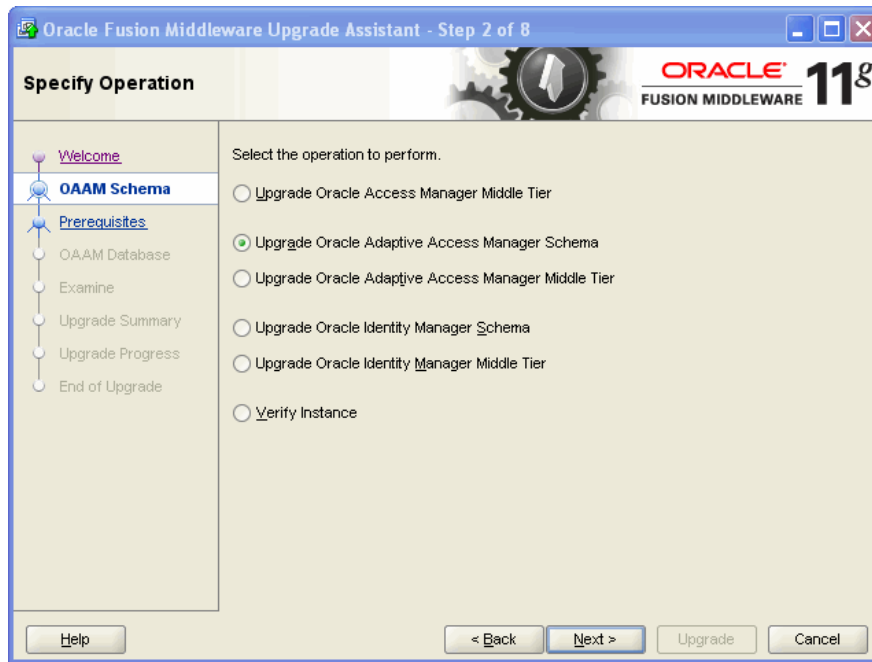 Oracle Fusion Middleware Upgrade Assistant - Step 2 of 8
Specify Operation
ORACLE
FUSION MIDDLEWARE 11g
Welcome
OAAM Schema
Prerequisites
OAAM Database
Examine
Upgrade Summary
Upgrade Progress
End of Upgrade
Select the operation to perform.
Upgrade Oracle Access Manager Middle Tier
Upgrade Oracle Adaptive Access Manager Schema
Upgrade Oracle Adaptive Access Manager Middle Tier
Upgrade Oracle Identity Manager Schema
Upgrade Oracle Identity Manager Middle Tier
Verify Instance
Help
< Back
Next >
Upgrade
Cancel